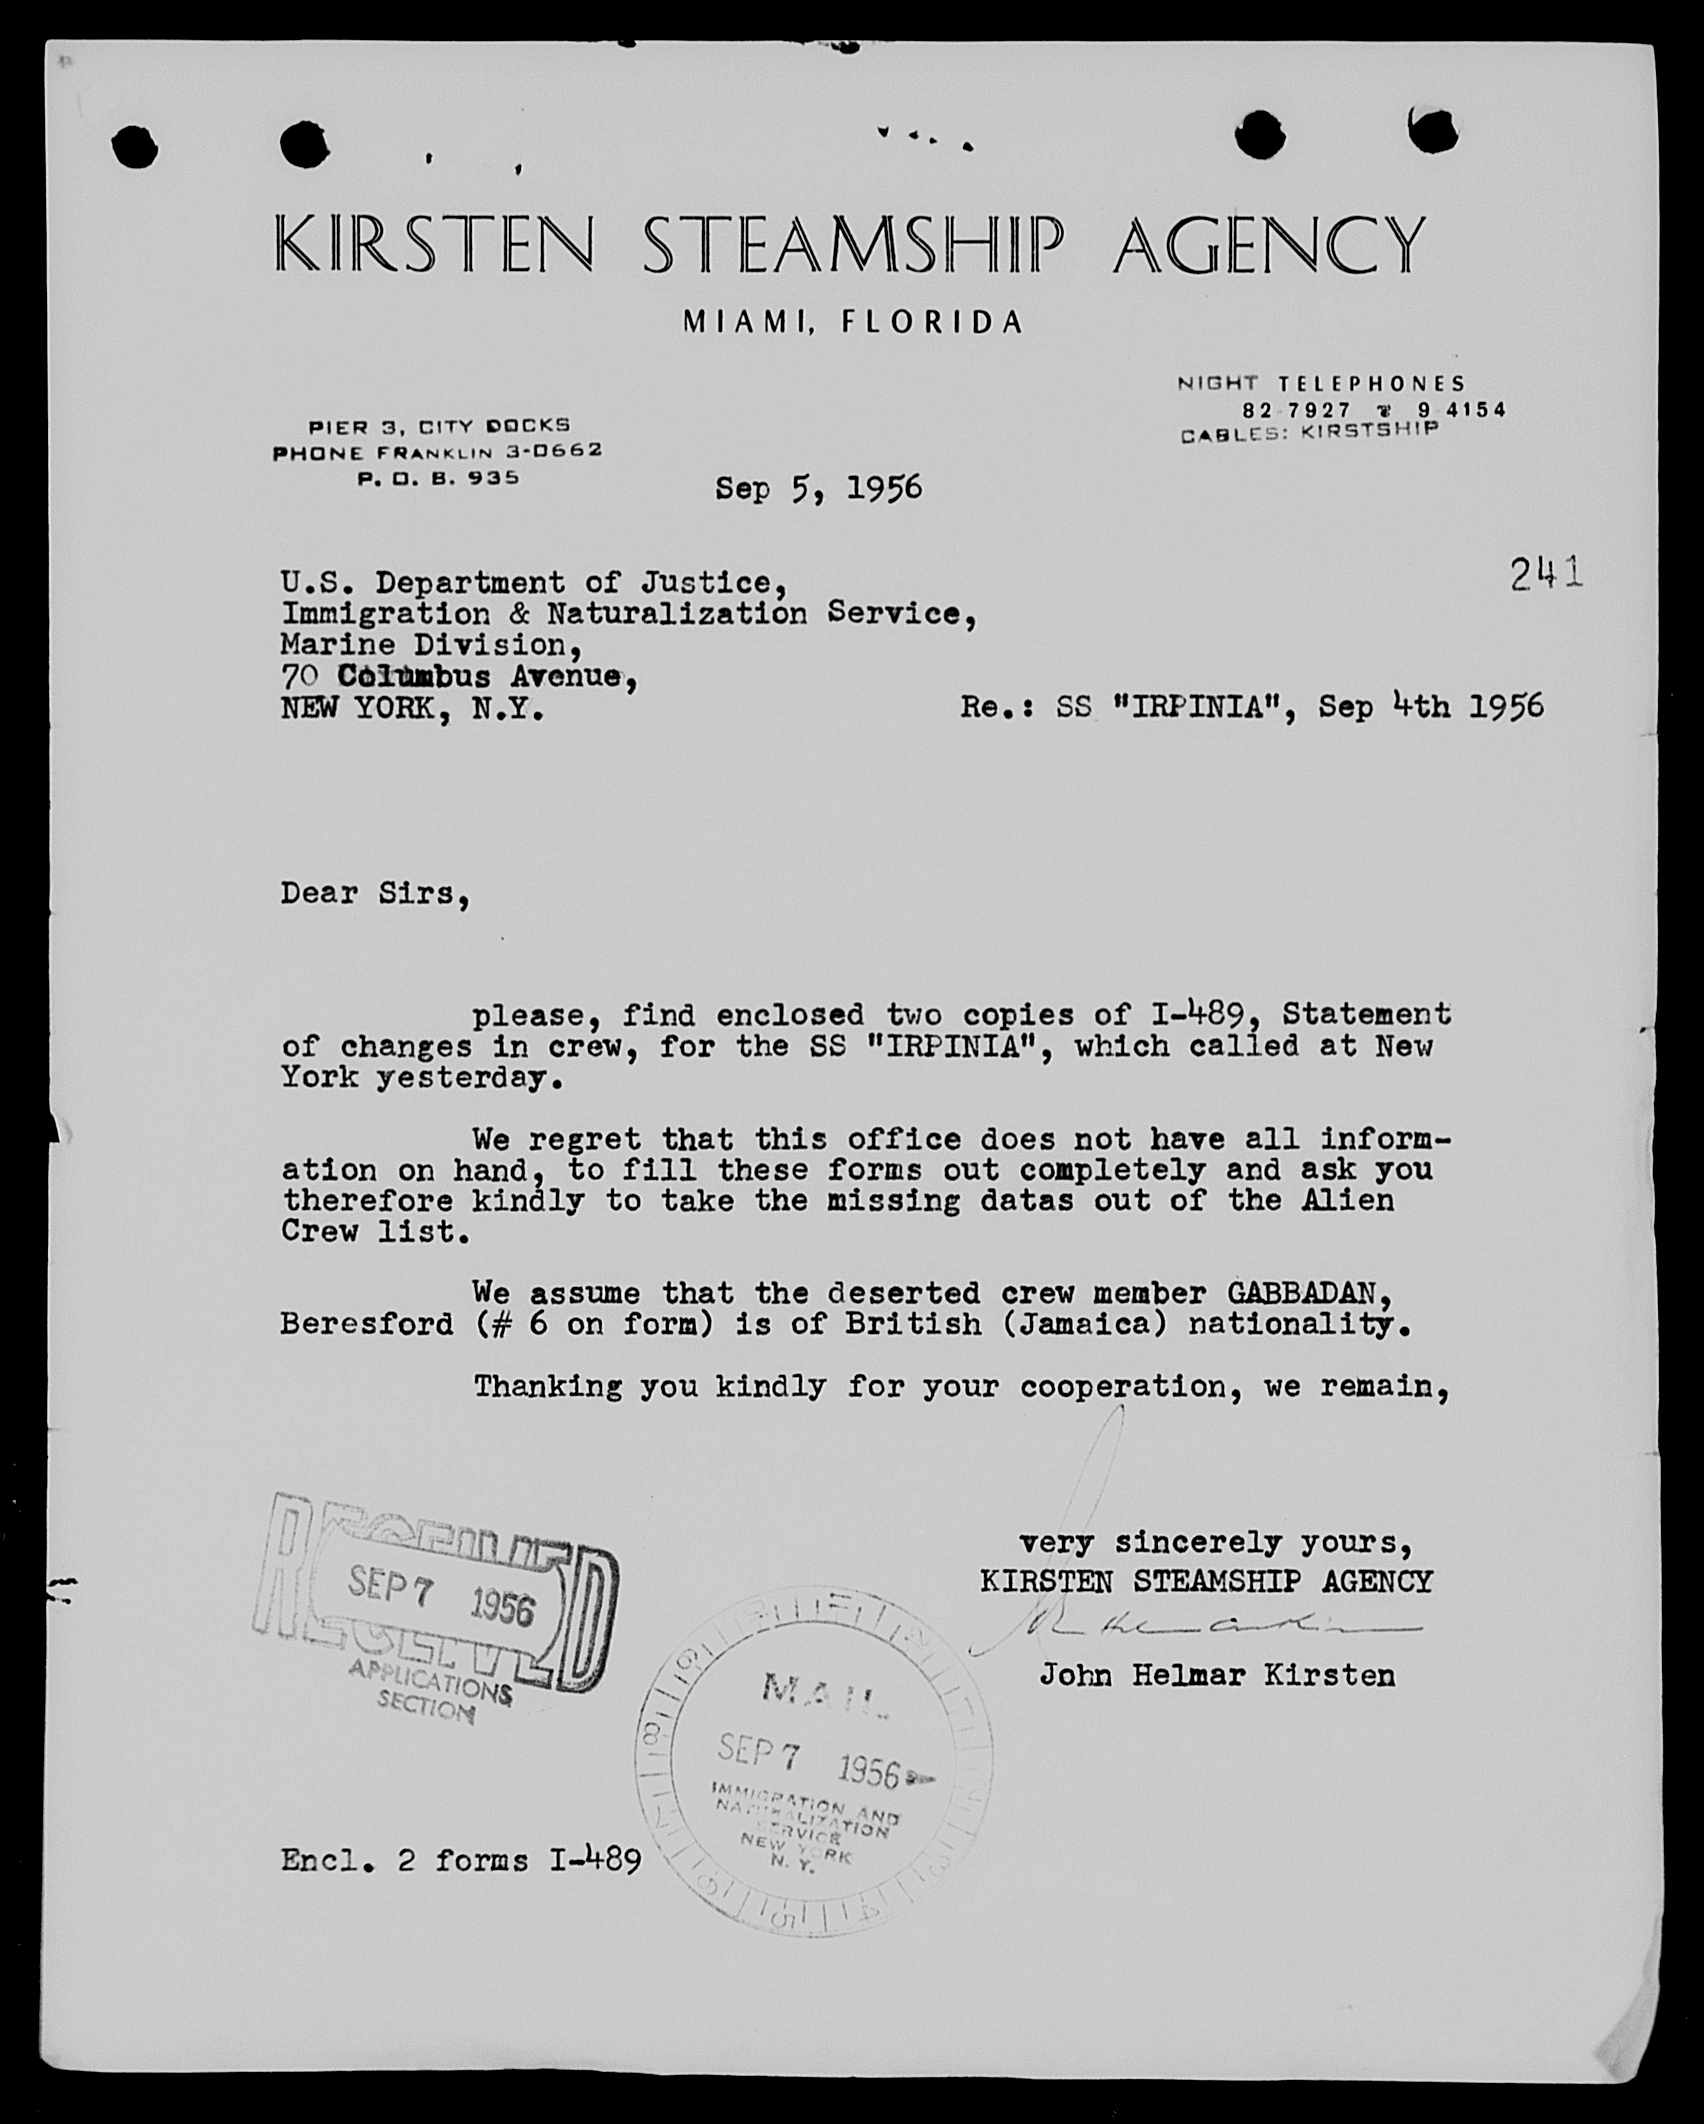 KIRSTEN STEAMSHIP AGENCY
MIAMI, FLORIDA
NIGHT TELEPHONES
82-7927 ☎ 9-4154
CABLES: KIRSTSHIP
PIER 3, CITY DOCKS
PHONE FRANKLIN 3-0662
P. O. B. 935
Sep 5, 1956
241
U.S. Department of Justice,
Immigration & Naturalization Service,
Marine Division,
70 Columbus Avenue,
NEW YORK, N.Y.
Re.: SS "IRPINIA", Sep 4th 1956
Dear Sirs,
please, find enclosed two copies of I-489, Statement
of changes in crew, for the SS "IRPINIA", which called at New
York yesterday.
We regret that this office does not have all inform-
ation on hand, to fill these forms out completely and ask you
therefore kindly to take the missing datas out of the Alien
Crew list.
We assume that the deserted crew member GABBADAN,
Beresford (# 6 on form) is of British (Jamaica) nationality.
Thanking you kindly for your cooperation, we remain,
very sincerely yours,
KIRSTEN STEAMSHIP AGENCY
John Helmar Kirsten
RECEIVED
SEP 7 1956
RECEIVED
APPLICATIONS
SECTION
MAIL
SEP 7 1956
IMMIGRATION AND
NATURALIZATION
SERVICE
NEW YORK
N. Y.
Encl. 2 forms I-489